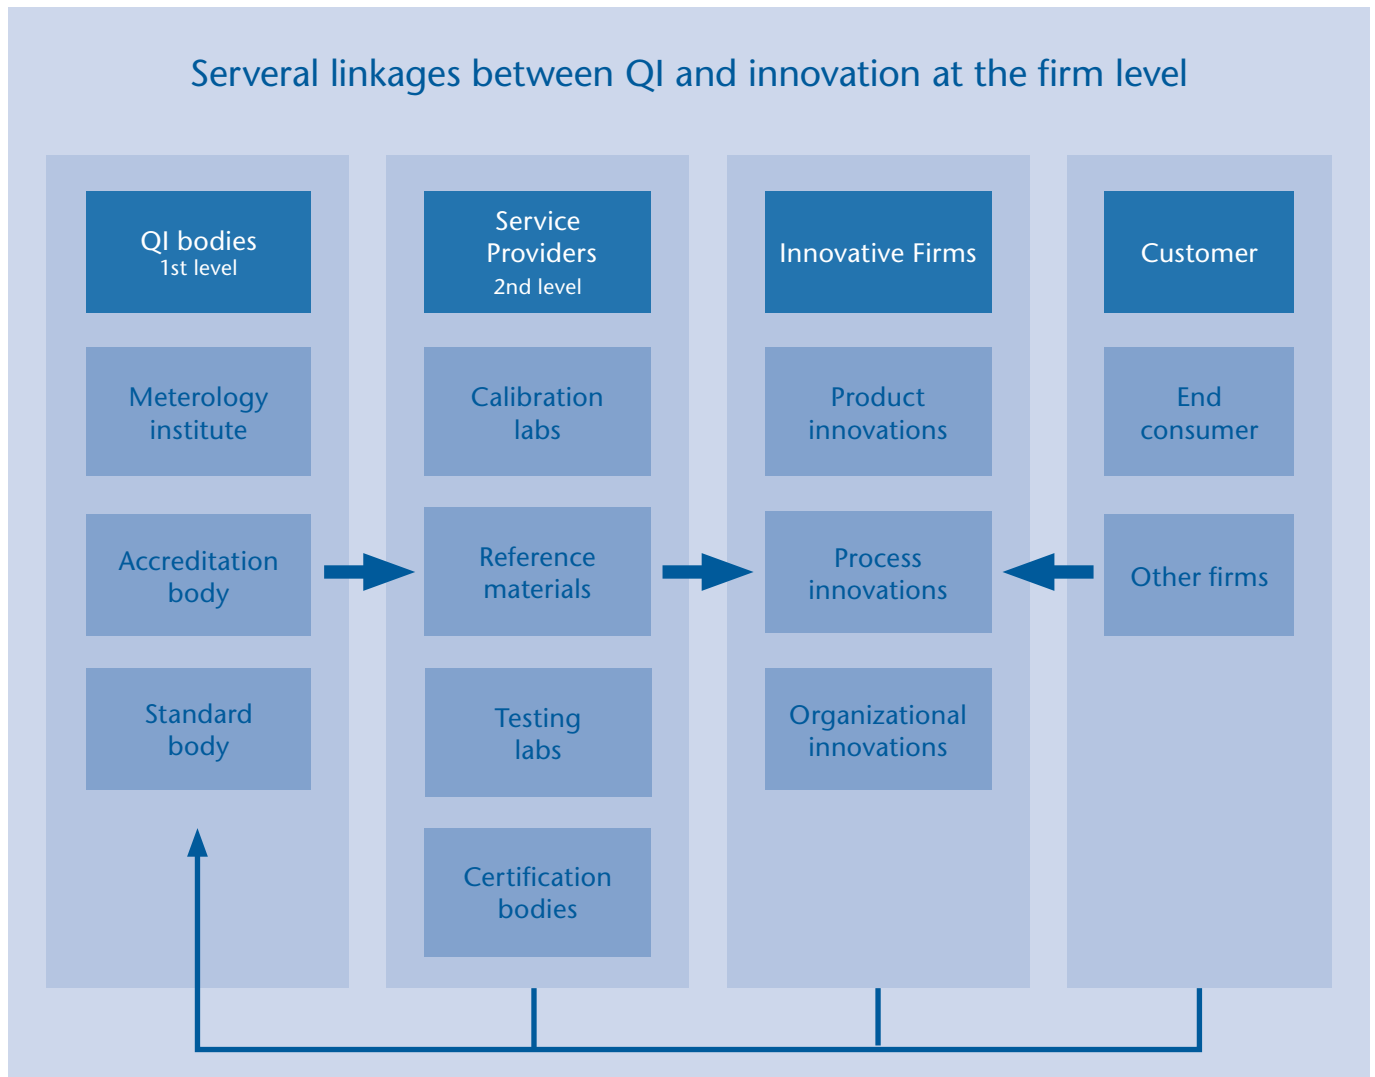 Serveral linkages between QI and innovation at the firm level
QI bodies
1st level
Meterology
institute
Accreditation
body
Standard
body
Service
Providers
2nd level
Calibration
labs
Reference
materials
Testing
labs
Certification
bodies
Innovative Firms
Product
innovations
Process
innovations
Organizational
innovations
Customer
End
consumer
Other firms